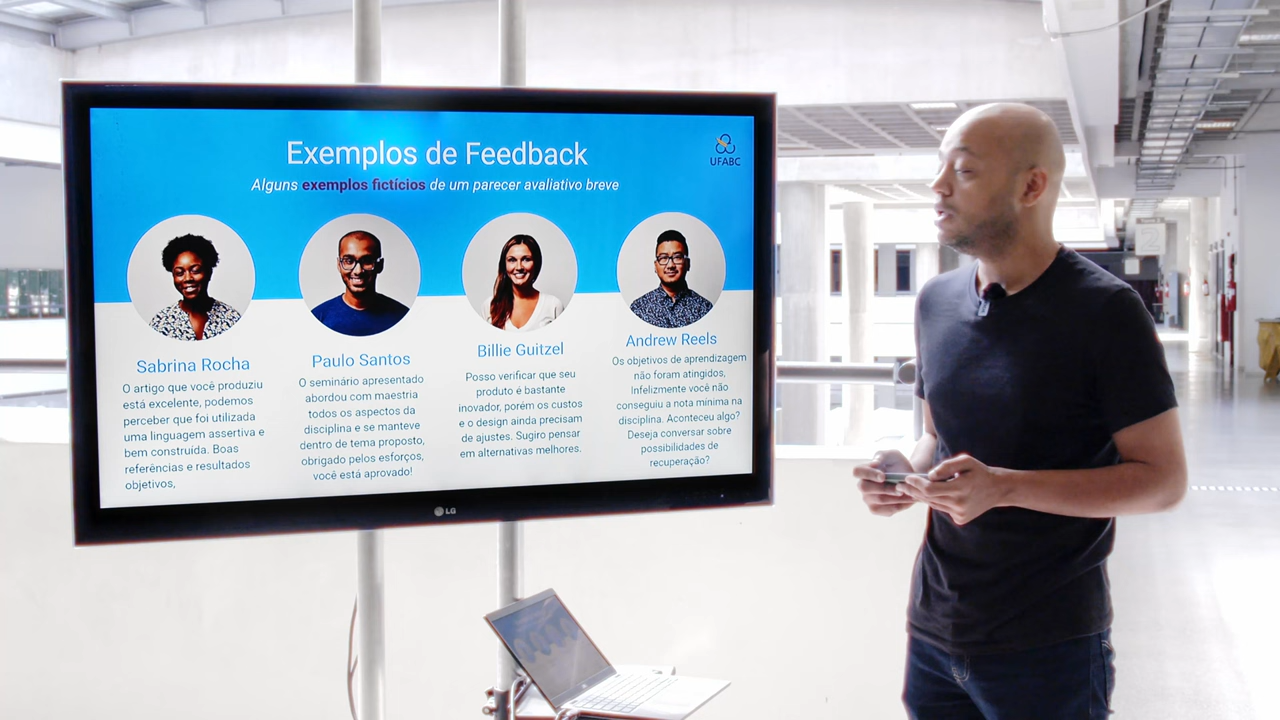 Exemplos de Feedback
UFABC
Alguns exemplos fictícios de um parecer avaliativo breve
Sabrina Rocha
O artigo que você produziu
está excelente, podemos
perceber que foi utilizada
uma linguagem assertiva e
bem construída. Boas
referências e resultados
objetivos,
Paulo Santos
O seminário apresentado
abordou com maestria
todos os aspectos da
disciplina e se manteve
dentro de tema proposto,
obrigado pelos esforços,
você está aprovado!
Billie Guitzel
Posso verificar que seu
produto é bastante
inovador, porém os custos
e o design ainda precisam
de ajustes. Sugiro pensar
em alternativas melhores.
Andrew Reels
Os objetivos de aprendizagem
não foram atingidos,
Infelizmente você não
conseguiu a nota mínima na
disciplina. Aconteceu algo?
Deseja conversar sobre
possibilidades de
recuperação?
LG
2